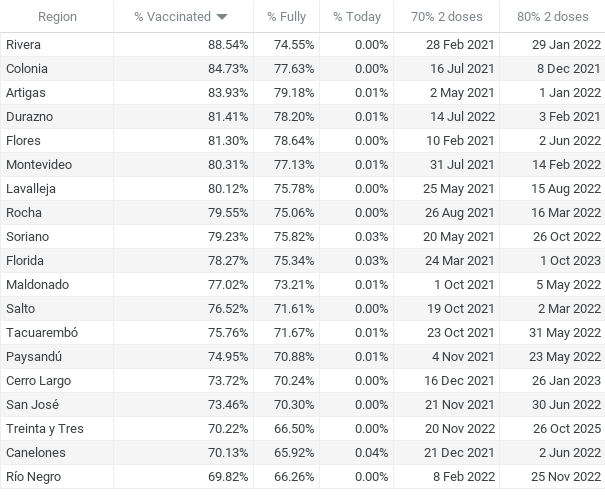 Region % Vaccinated % Fully % Today 70% 2 doses 80% 2 doses
Rivera 88.54% 74.55% 0.00% 28 Feb 2021 29 Jan 2022
Colonia 84.73% 77.63% 0.00% 16 Jul 2021 8 Dec 2021
Artigas 83.93% 79.18% 0.01% 2 May 2021 1 Jan 2022
Durazno 81.41% 78.20% 0.01% 14 Jul 2022 3 Feb 2021
Flores 81.30% 78.64% 0.00% 10 Feb 2021 2 Jun 2022
Montevideo 80.31% 77.13% 0.01% 31 Jul 2021 14 Feb 2022
Lavalleja 80.12% 75.78% 0.00% 25 May 2021 15 Aug 2022
Rocha 79.55% 75.06% 0.00% 26 Aug 2021 16 Mar 2022
Soriano 79.23% 75.82% 0.03% 20 May 2021 26 Oct 2022
Florida 78.27% 75.34% 0.03% 24 Mar 2021 1 Oct 2023
Maldonado 77.02% 73.21% 0.01% 1 Oct 2021 5 May 2022
Salto 76.52% 71.61% 0.00% 19 Oct 2021 2 Mar 2022
Tacuarembó 75.76% 71.67% 0.01% 23 Oct 2021 31 May 2022
Paysandú 74.95% 70.88% 0.01% 4 Nov 2021 23 May 2022
Cerro Largo 73.72% 70.24% 0.00% 16 Dec 2021 26 Jan 2023
San José 73.46% 70.30% 0.00% 21 Nov 2021 30 Jun 2022
Treinta y Tres 70.22% 66.50% 0.00% 20 Nov 2022 26 Oct 2025
Canelones 70.13% 65.92% 0.04% 21 Dec 2021 2 Jun 2022
Río Negro 69.82% 66.26% 0.00% 8 Feb 2022 25 Nov 2022